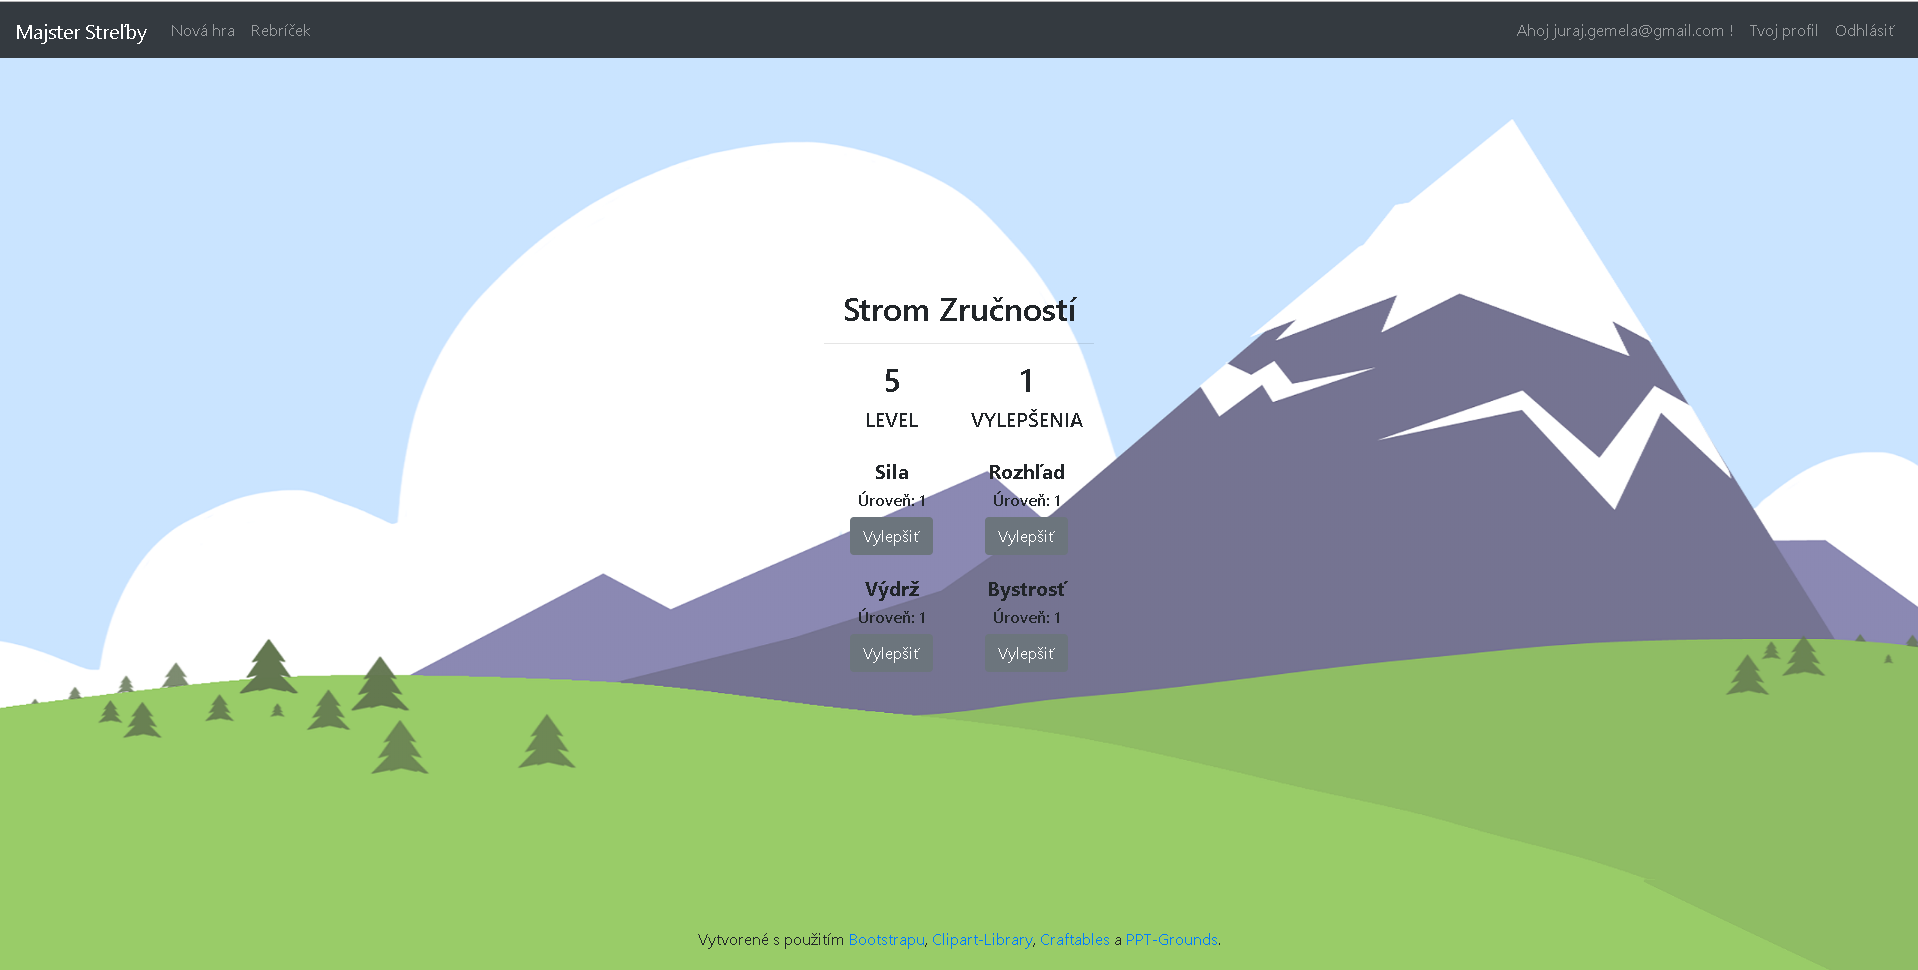 Majster Streľby Nová hra Rebríček Ahoj juraj.gemela@gmail.com ! Tvoj profil Odhlásiť
Strom Zručností
5 1
LEVEL VYLEPŠENIA
Sila Rozhľad
Úroveň: 1 Úroveň: 1
Vylepšiť Vylepšiť
Výdrž Bystrosť
Úroveň: 1 Úroveň: 1
Vylepšiť Vylepšiť
Vytvorené s použitím Bootstrapu, Clipart-Library, Craftables a PPT-Grounds.